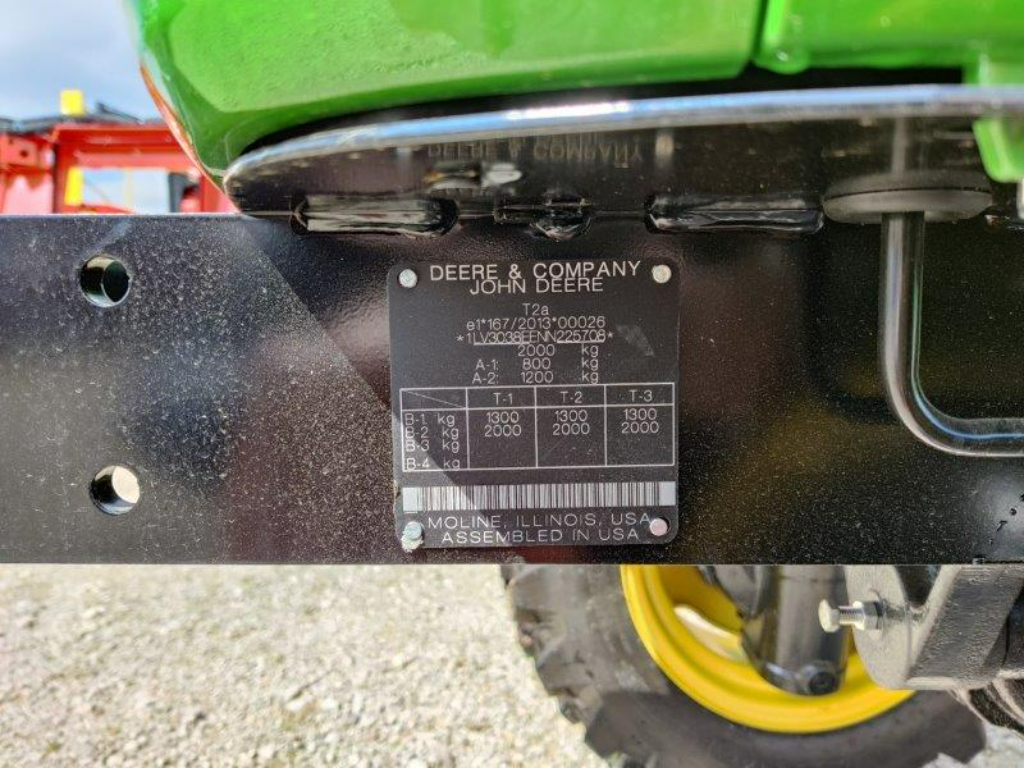 DEERE & COMPANY
JOHN DEERE
T2a
e1*167/2013*00026
*1LV3038EENN225708*
2000 kg
A-1: 800 kg
A-2: 1200 kg
T-1 T-2 T-3
B-1 kg 1300 1300 1300
B-2 kg 2000 2000 2000
B-3 kg
B-4 kg
MOLINE, ILLINOIS, USA
ASSEMBLED IN USA